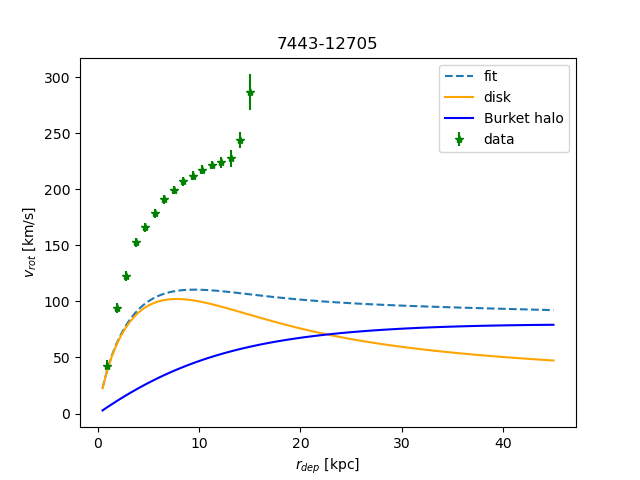 7443-12705
fit
disk
Burket halo
data
300
250
200
150
100
50
0
v_rot [km/s]
0 10 20 30 40
r_dep [kpc]